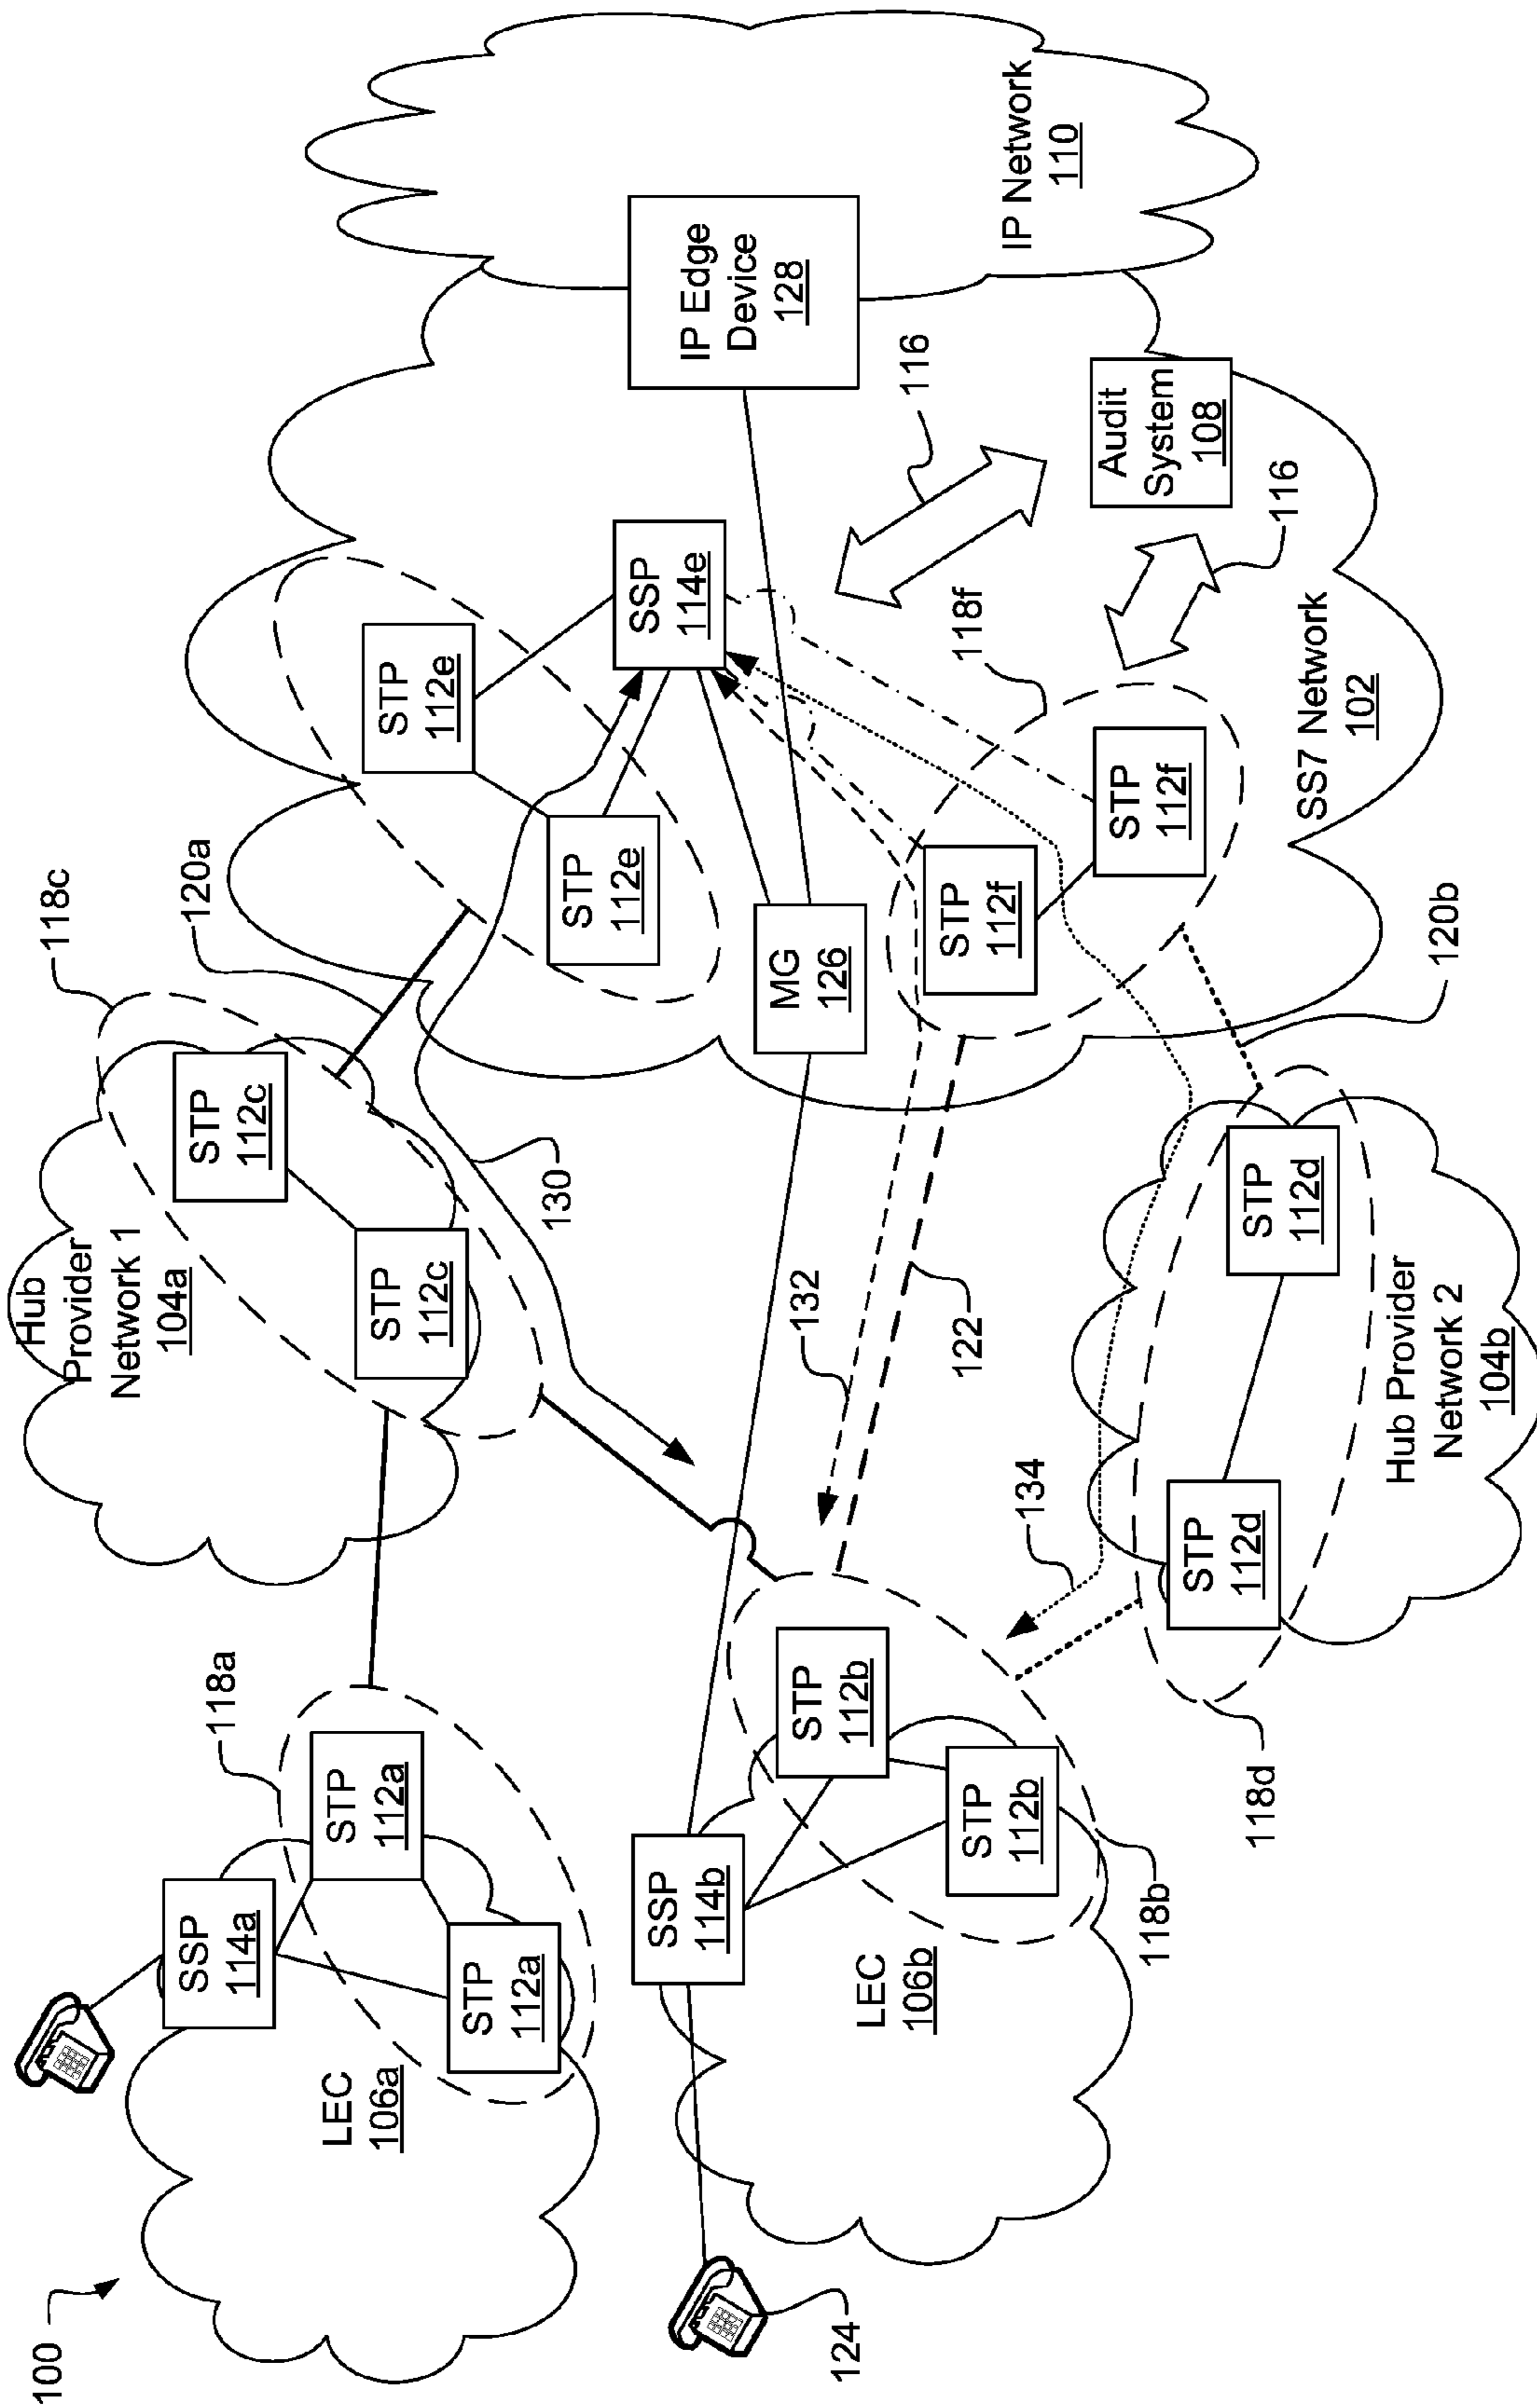 100
SSP
114a
STP
112a
STP
112a
LEC
106a
118a
Hub
Provider
Network 1
104a
STP
112c
STP
112c
118c
120a
130
STP
112e
STP
112e
SSP
114e
IP Edge
Device
128
IP Network
110
116
Audit
System
108
116
118f
STP
112f
STP
112f
SS7 Network
102
MG
126
132
122
120b
134
STP
112d
STP
112d
Hub Provider
Network 2
104b
118d
SSP
114b
STP
112b
STP
112b
118b
LEC
106b
124